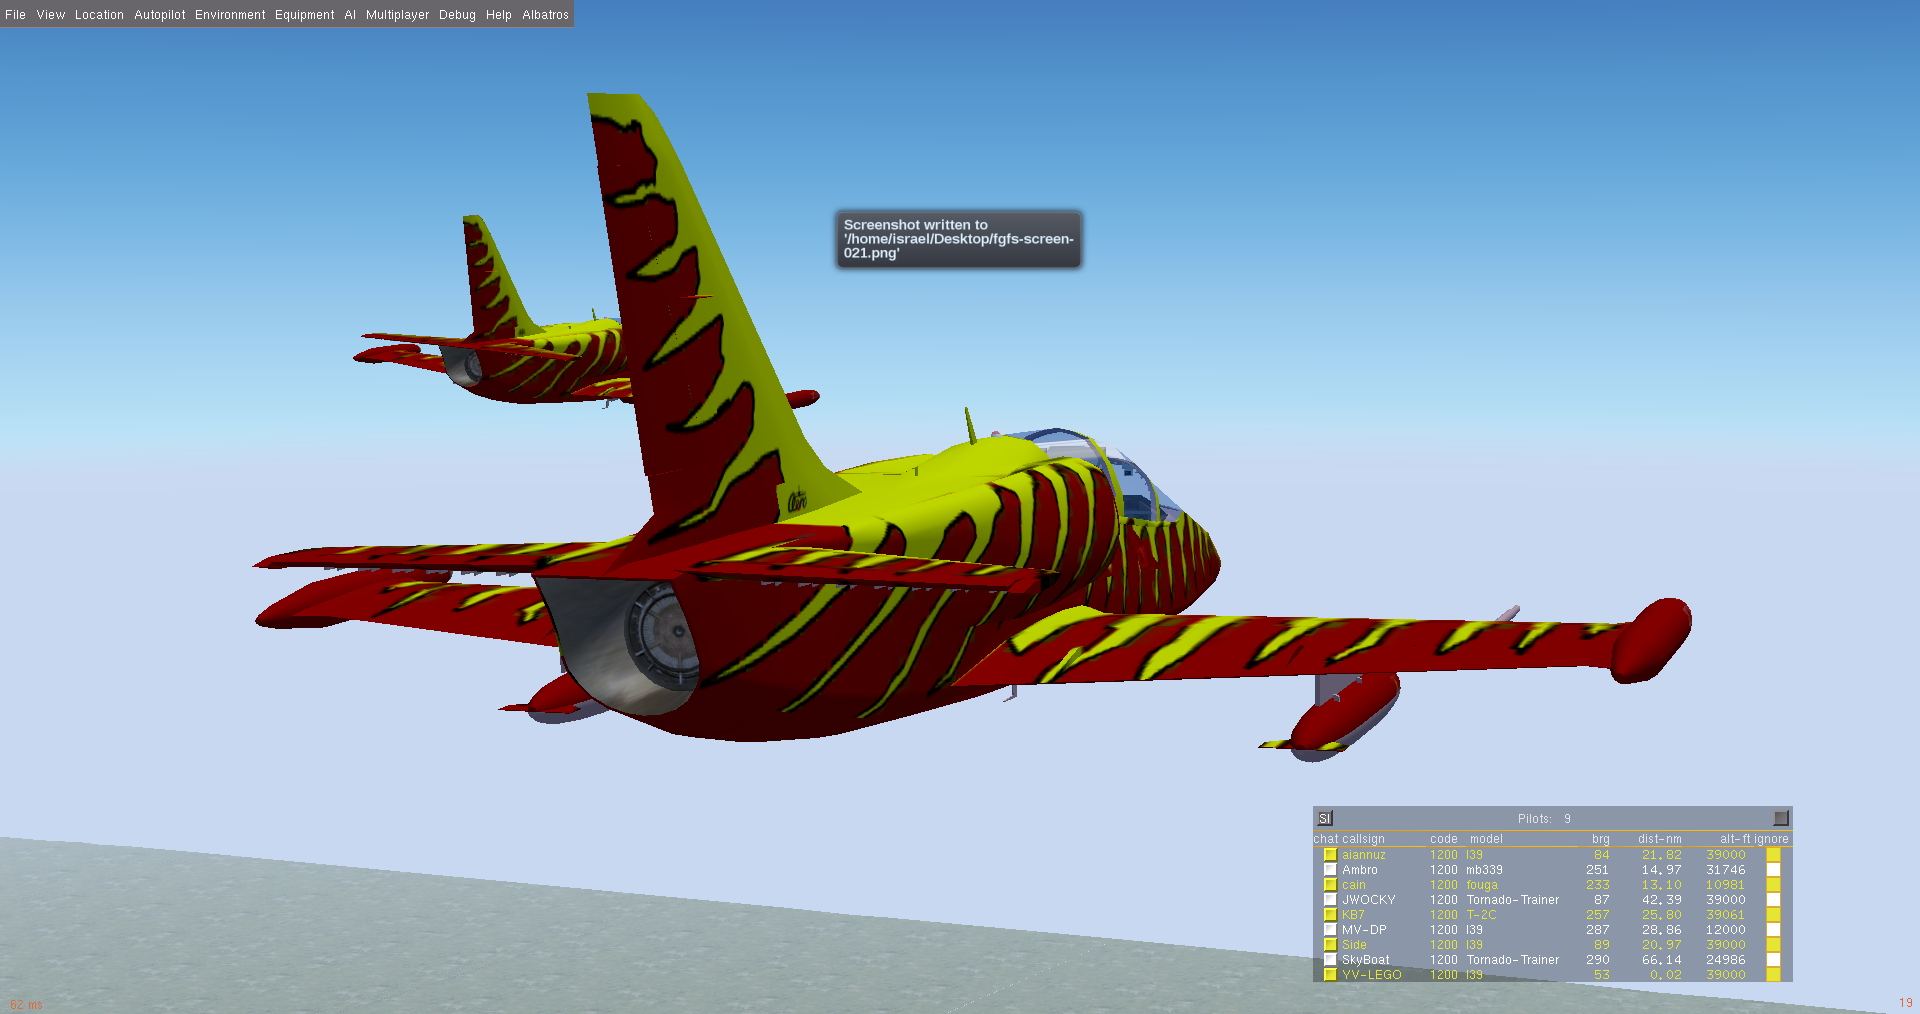 File View Location Autopilot Environment Equipment AI Multiplayer Debug Help Albatros
Screenshot written to
'/home/israel/Desktop/fgfs-screen-
021.png'
Aero
SI Pilots: 9
chat callsign code model brg dist-nm alt-ft ignore
aiannuz 1200 l39 84 21.82 39000
Ambro 1200 mb339 251 14.97 31746
cain 1200 fouga 233 13.10 10981
JWOCKY 1200 Tornado-Trainer 87 42.39 39000
KB7 1200 T-2C 257 25.80 39061
MV-DP 1200 l39 287 28.86 12000
Side 1200 l39 89 20.97 39000
SkyBoat 1200 Tornado-Trainer 290 66.14 24986
YV-LEGO 1200 l39 53 0.02 39000
52 ms
19